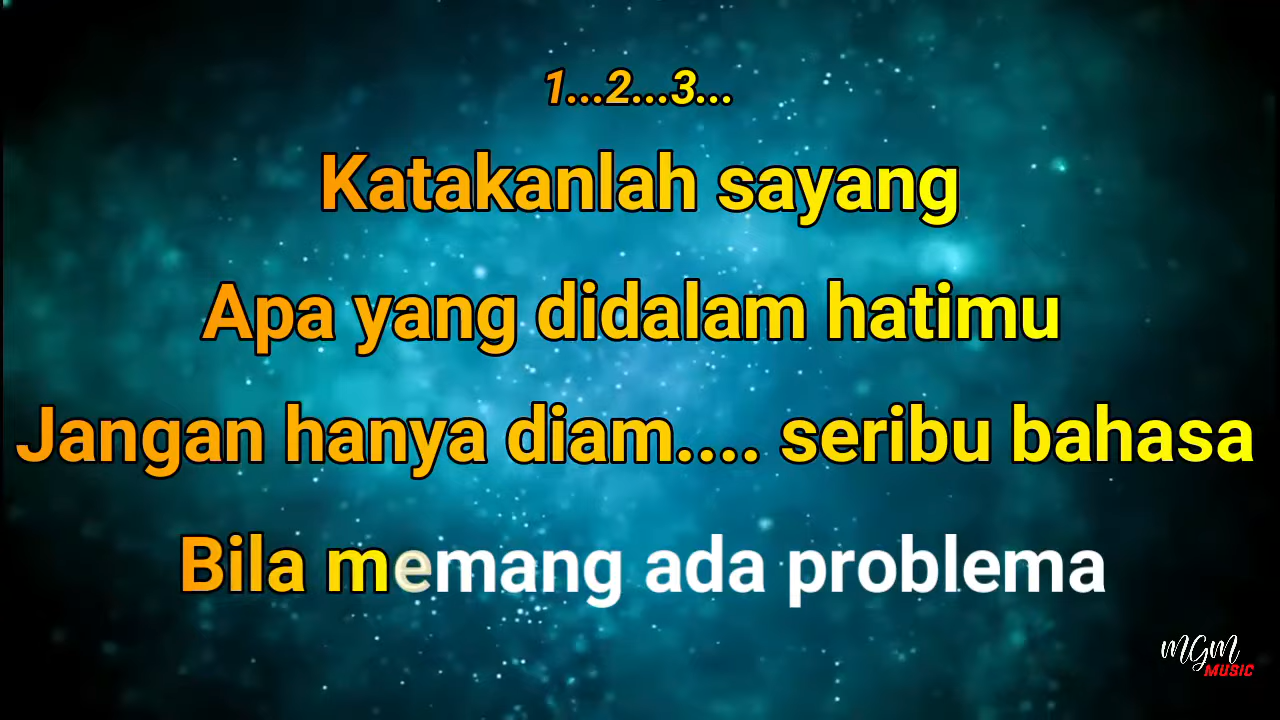 1...2...3...
Katakanlah sayang
Apa yang didalam hatimu
Jangan hanya diam.... seribu bahasa
Bila memang ada problema
MGM
MUSIC